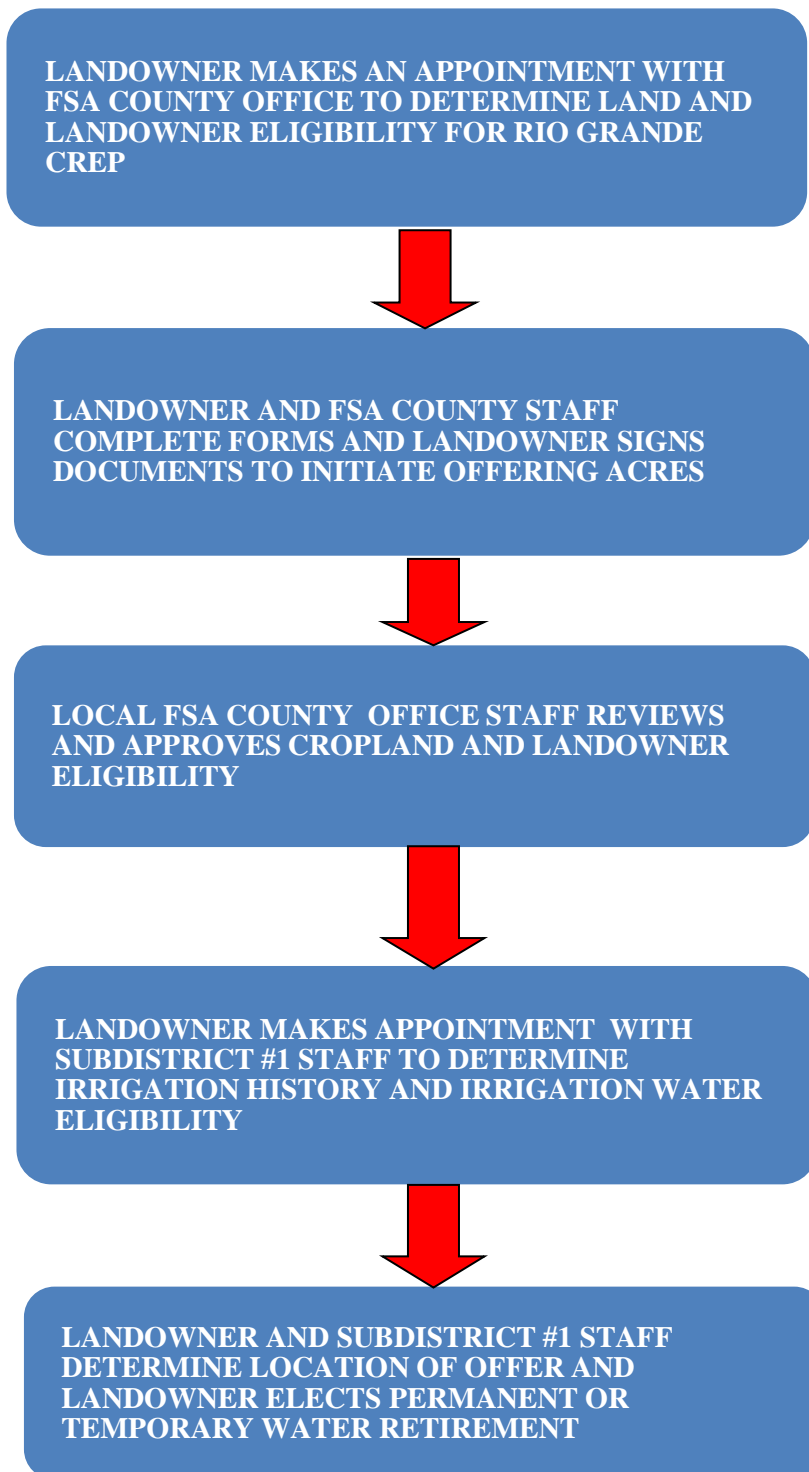 LANDOWNER MAKES AN APPOINTMENT WITH
FSA COUNTY OFFICE TO DETERMINE LAND AND
LANDOWNER ELIGIBILITY FOR RIO GRANDE
CREP
LANDOWNER AND FSA COUNTY STAFF
COMPLETE FORMS AND LANDOWNER SIGNS
DOCUMENTS TO INITIATE OFFERING ACRES
LOCAL FSA COUNTY OFFICE STAFF REVIEWS
AND APPROVES CROPLAND AND LANDOWNER
ELIGIBILITY
LANDOWNER MAKES APPOINTMENT WITH
SUBDISTRICT #1 STAFF TO DETERMINE
IRRIGATION HISTORY AND IRRIGATION WATER
ELIGIBILITY
LANDOWNER AND SUBDISTRICT #1 STAFF
DETERMINE LOCATION OF OFFER AND
LANDOWNER ELECTS PERMANENT OR
TEMPORARY WATER RETIREMENT